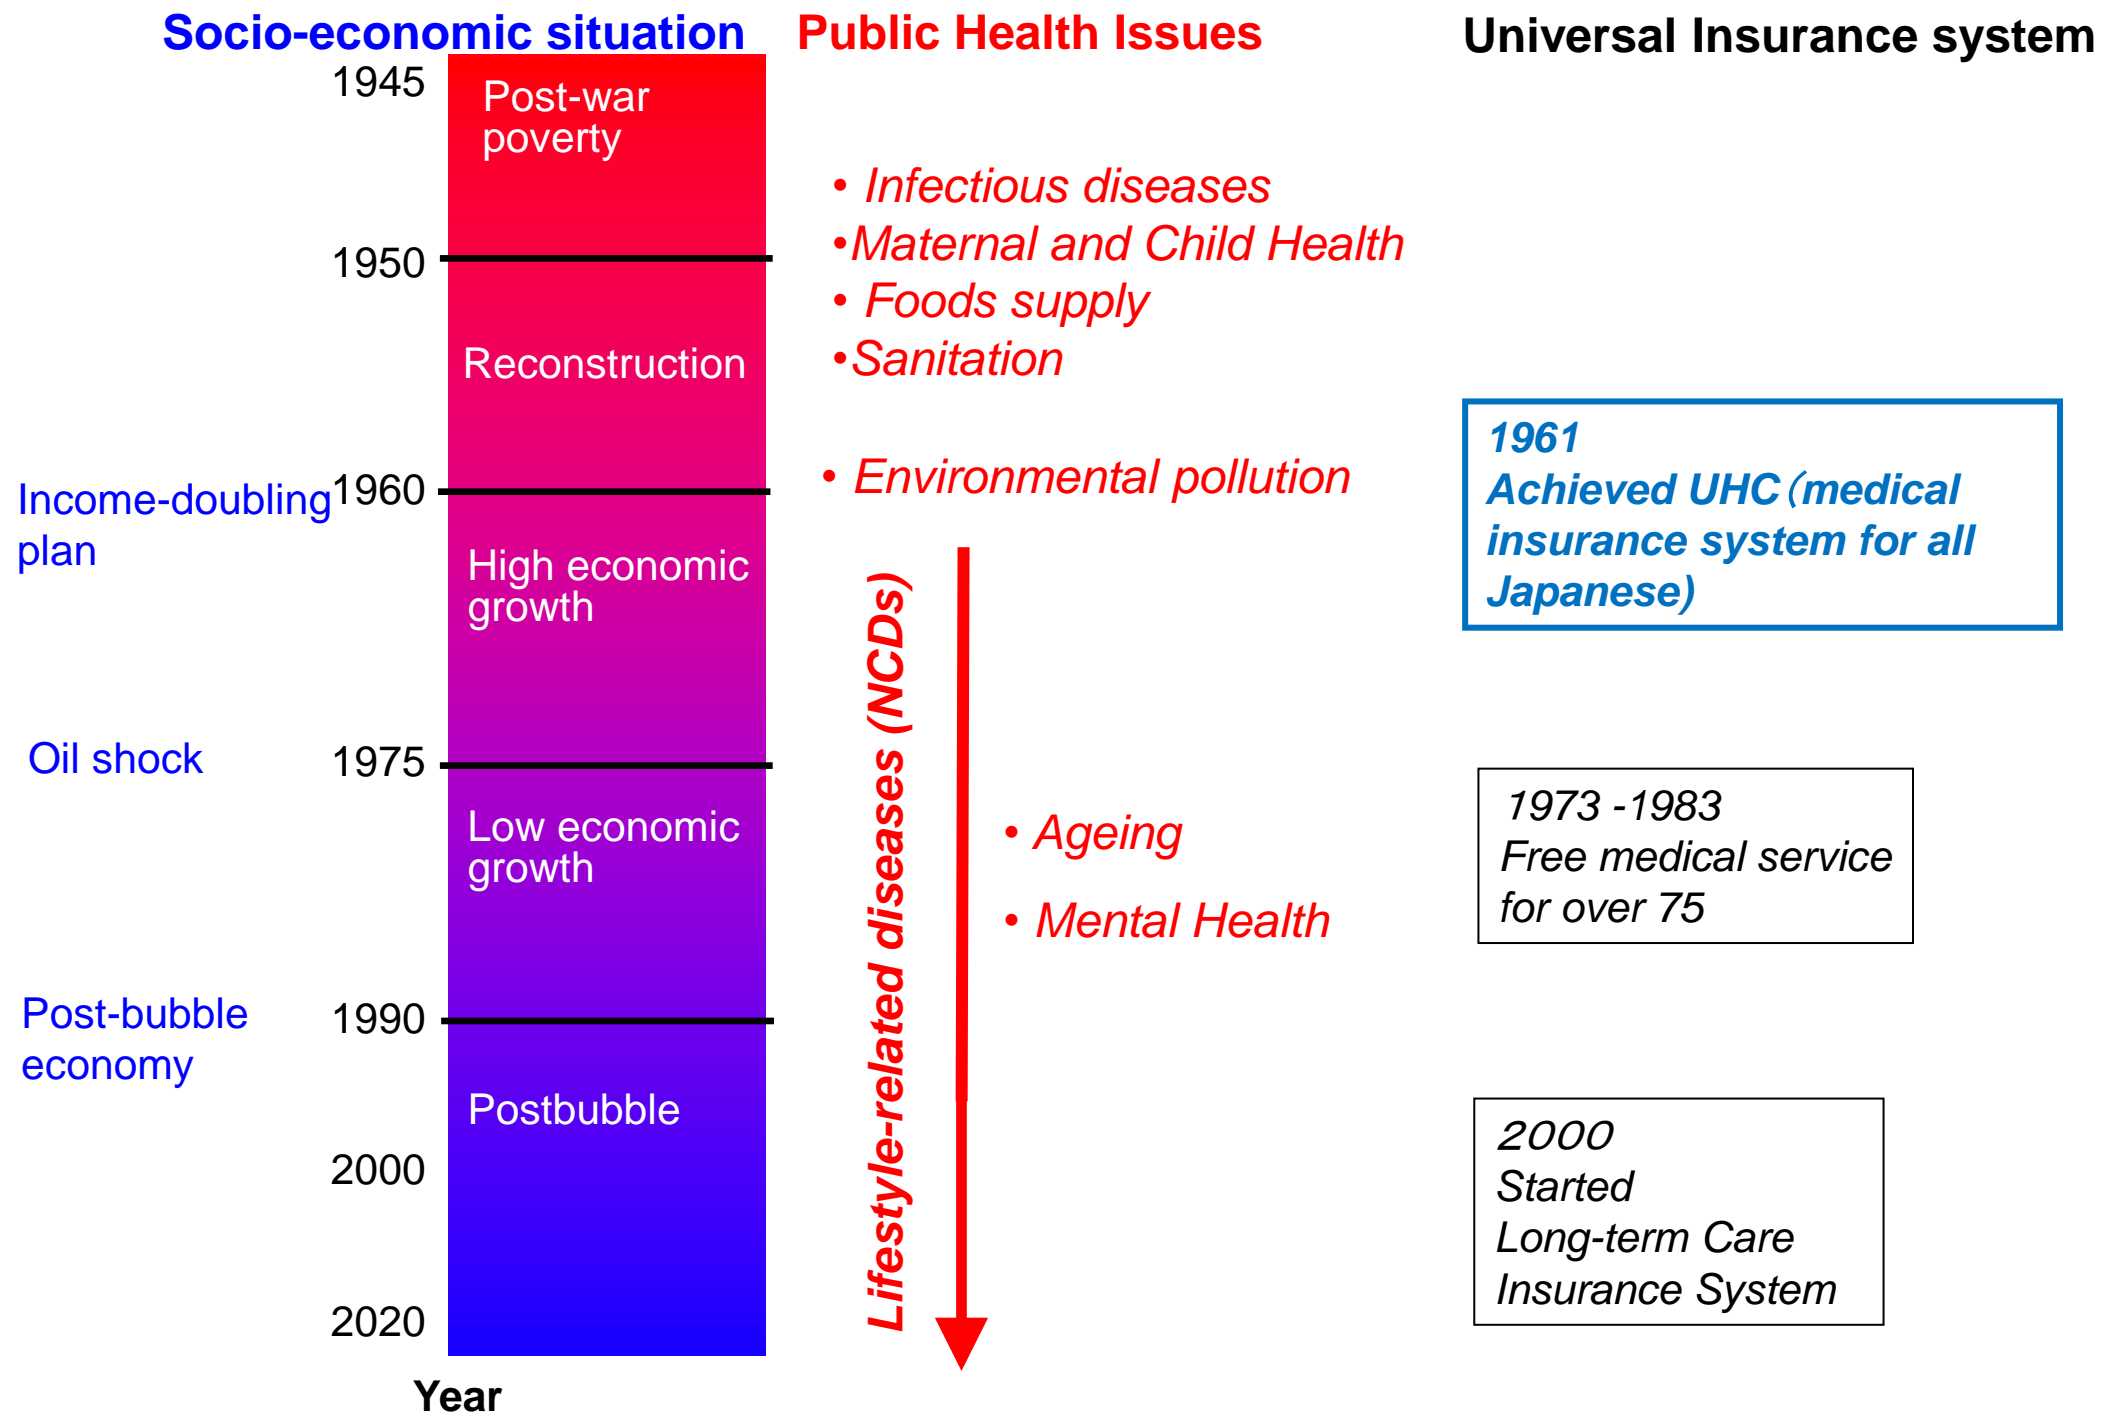 Socio-economic situation
Public Health Issues
Universal Insurance system
1945
Post-war
poverty
• Infectious diseases
•Maternal and Child Health
1950
• Foods supply
•Sanitation
Reconstruction
1961
Achieved UHC（medical
insurance system for all
Japanese)
• Environmental pollution
Income-doubling
plan
1960
High economic
growth
Lifestyle-related diseases (NCDs)
Oil shock
1975
Low economic
growth
• Ageing
• Mental Health
1973 -1983
Free medical service
for over 75
Post-bubble
economy
1990
Postbubble
2000
2020
2000
Started
Long-term Care
Insurance System
Year